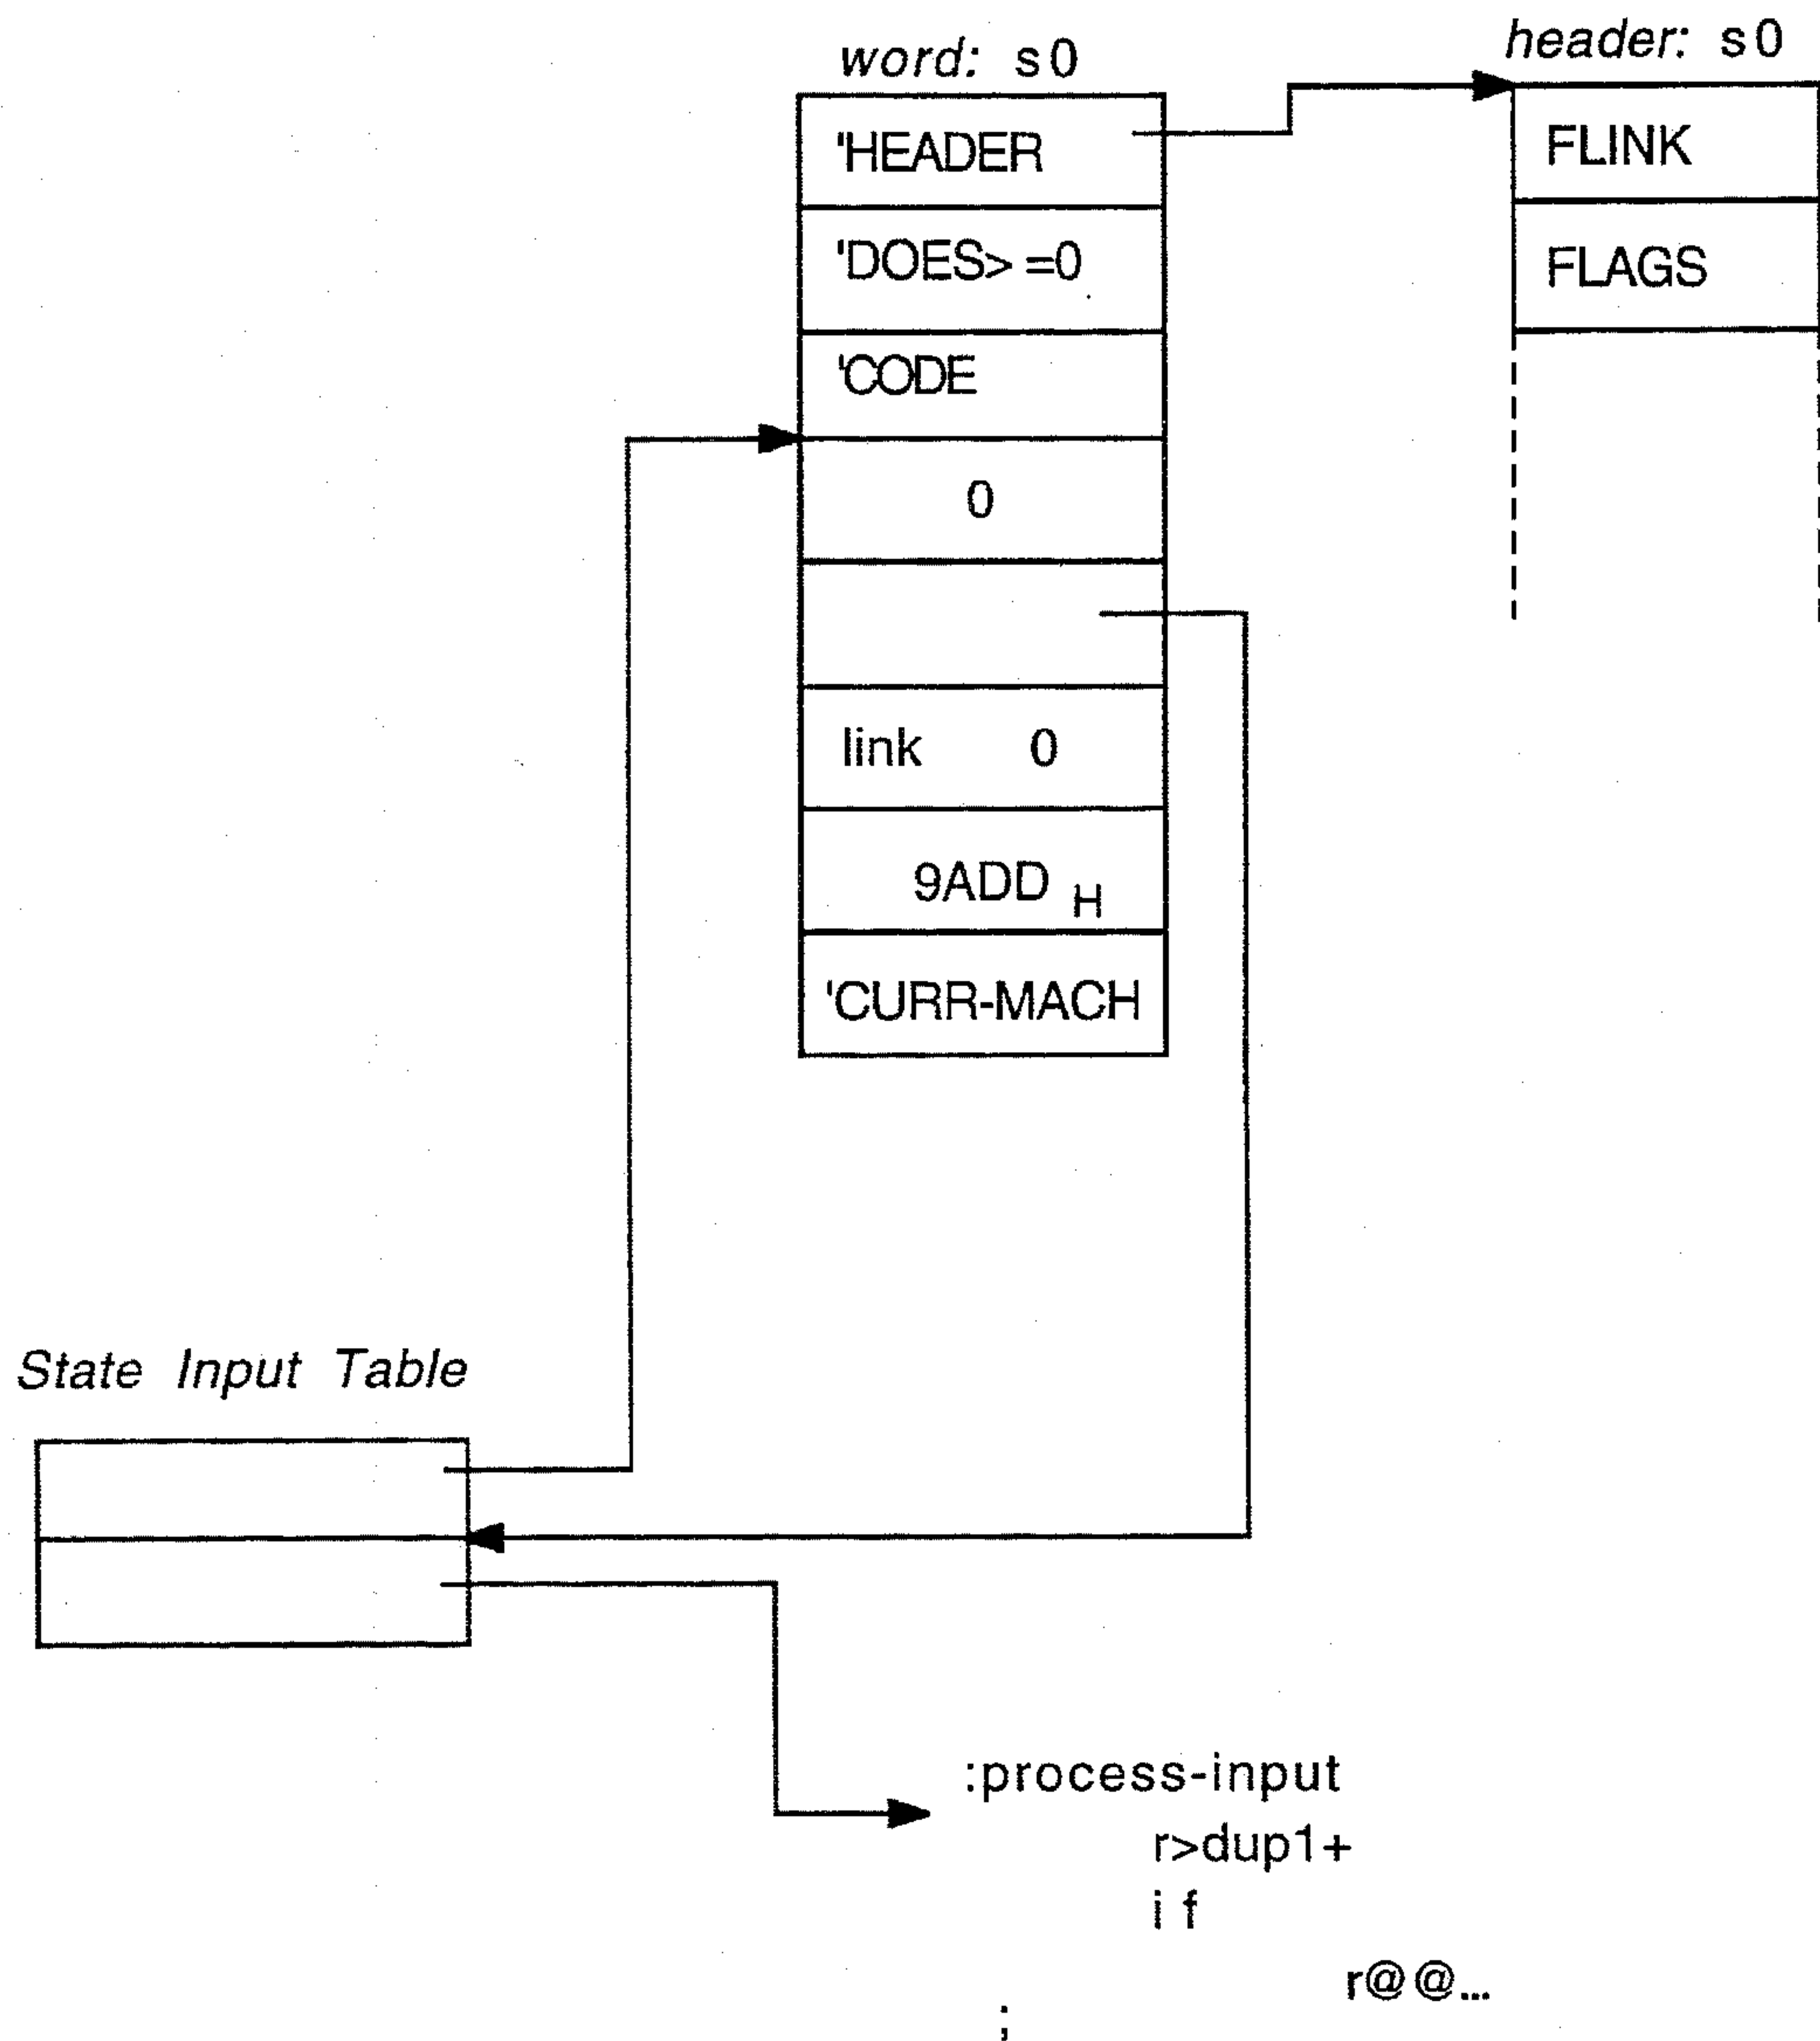 word: s0
'HEADER
'DOES> =0
'CODE
0
link 0
9ADD H
'CURR-MACH
header: s0
FLINK
FLAGS
State Input Table
:process-input
r>dup1+
if
r@@...
;